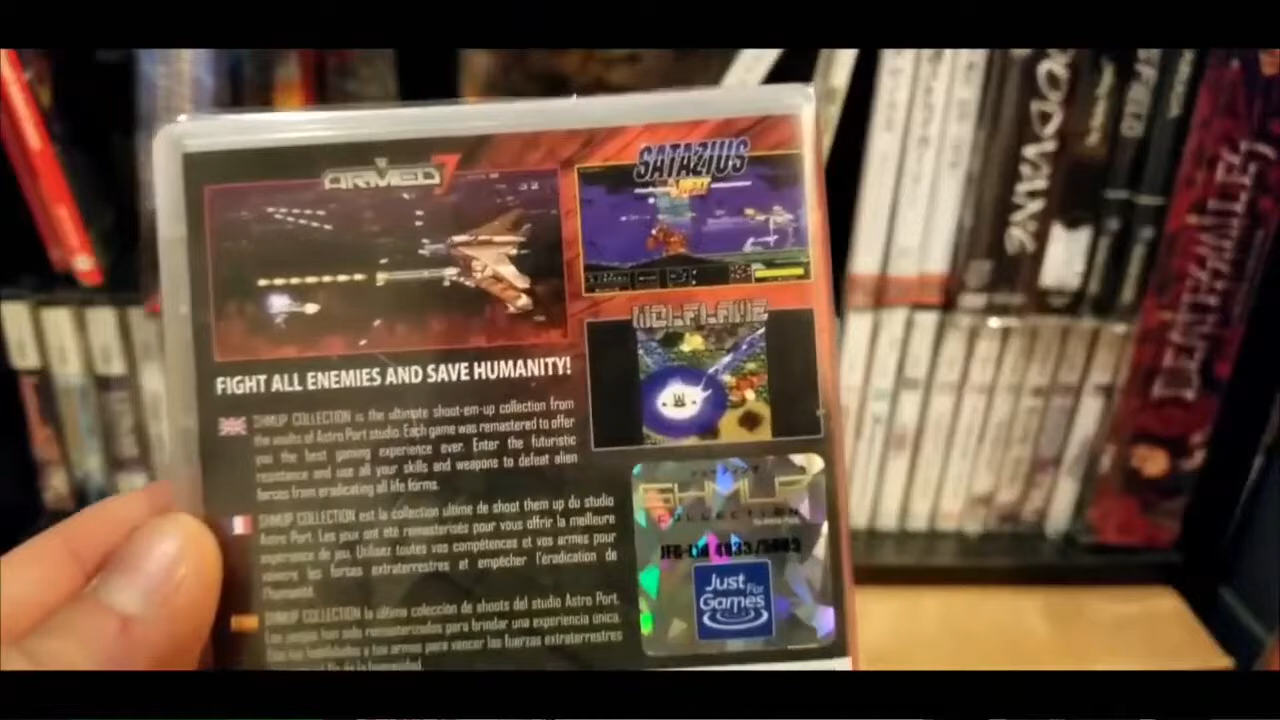 ARMED 7
SATAZIUS
NEXT
WOLFLAME
FIGHT ALL ENEMIES AND SAVE HUMANITY!
SHMUP COLLECTION is the ultimate shoot-em-up collection from
the vaults of Astro Port studio. Each game was remastered to offer
you the best gaming experience ever. Enter the futuristic
resistance and use all your skills and weapons to defeat alien
forces from eradicating all life forms.
SHMUP COLLECTION est la collection ultime de shoot them up du studio
Astro Port. Les jeux ont été remasterisés pour vous offrir la meilleure
expérience de jeu. Utilisez toutes vos compétences et vos armes pour
vaincre les forces extraterrestres et empêcher l'éradication de
l'humanité.
SHMUP COLLECTION la última colección de shoots del studio Astro Port.
Los juegos han sido remasterizados para brindar una experiencia única.
habilidades y tus armas para vencer las fuerzas extraterrestres
de la humanidad.
SHMUP
COLLECTION
Just
For
Games
DEATHSMILES